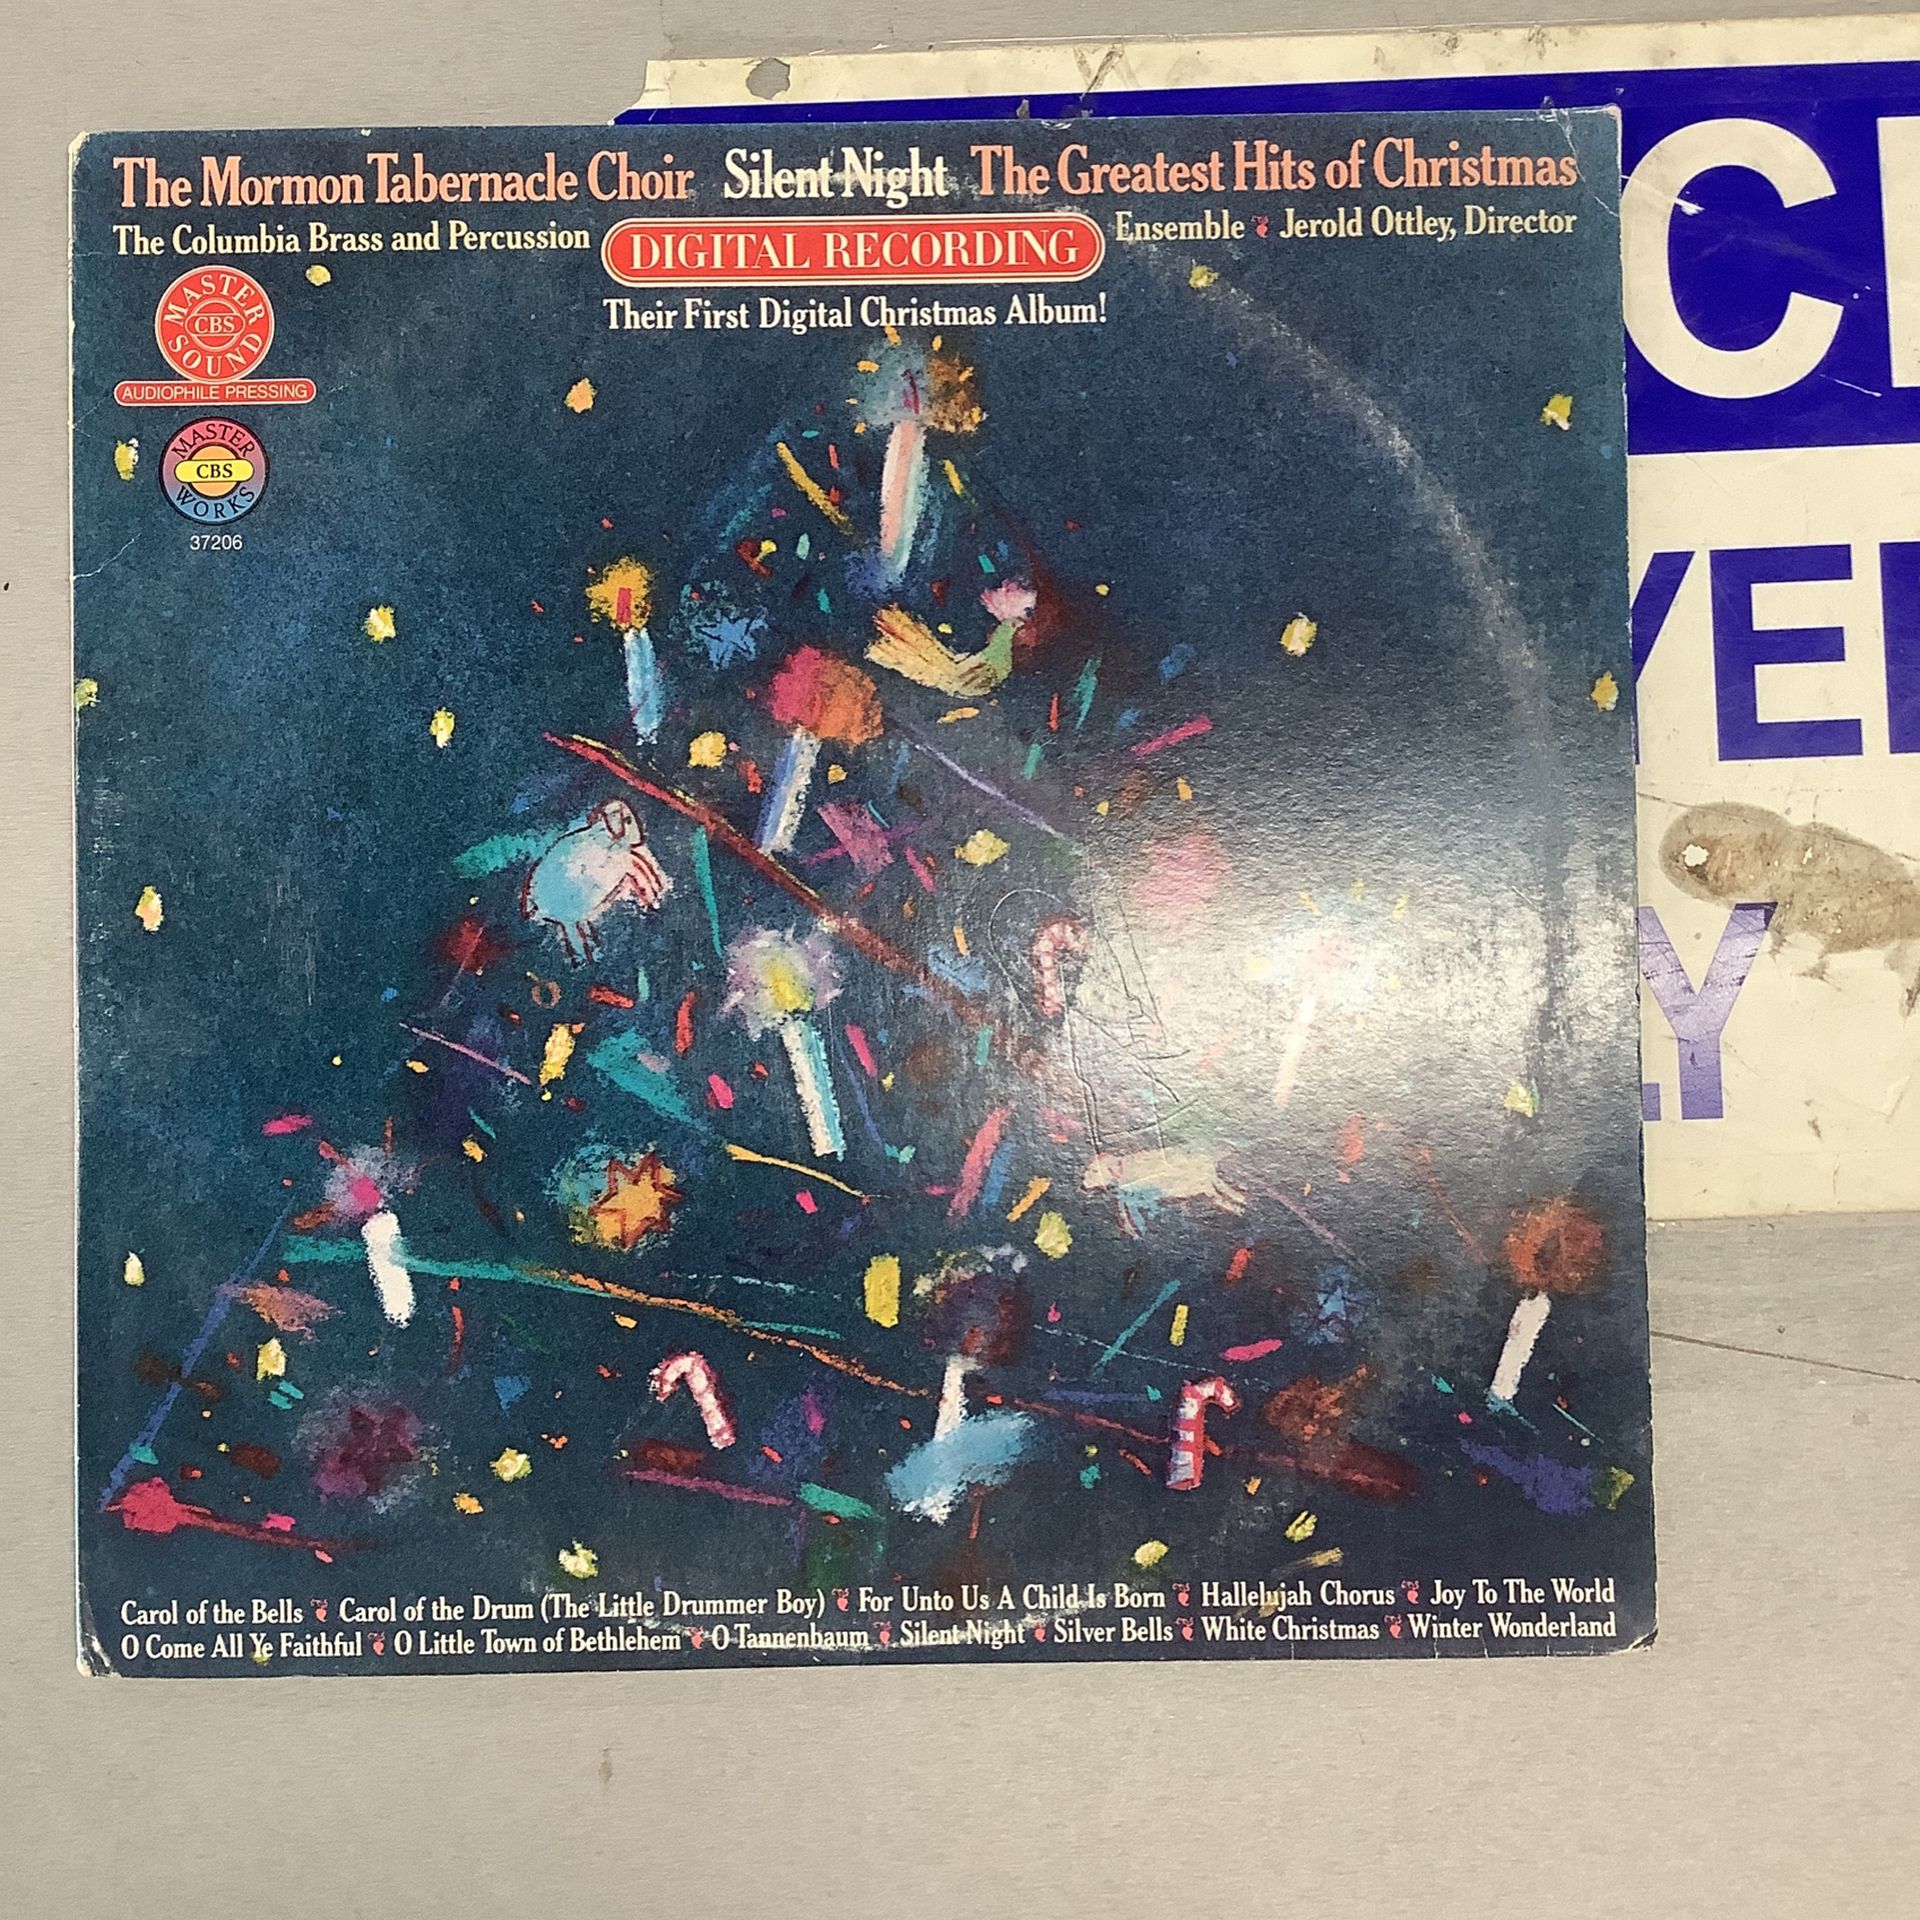 The Mormon Tabernacle Choir Silent Night The Greatest Hits of Christmas
The Columbia Brass and Percussion Ensemble Jerold Ottley, Director
DIGITAL RECORDING
Their First Digital Christmas Album!
MASTER
CBS
SOUND
AUDIOPHILE PRESSING
MASTER
CBS
WORKS
37206
Carol of the Bells Carol of the Drum (The Little Drummer Boy) For Unto Us A Child Is Born Hallelujah Chorus Joy To The World
O Come All Ye Faithful O Little Town of Bethlehem O Tannenbaum Silent Night Silver Bells White Christmas Winter Wonderland